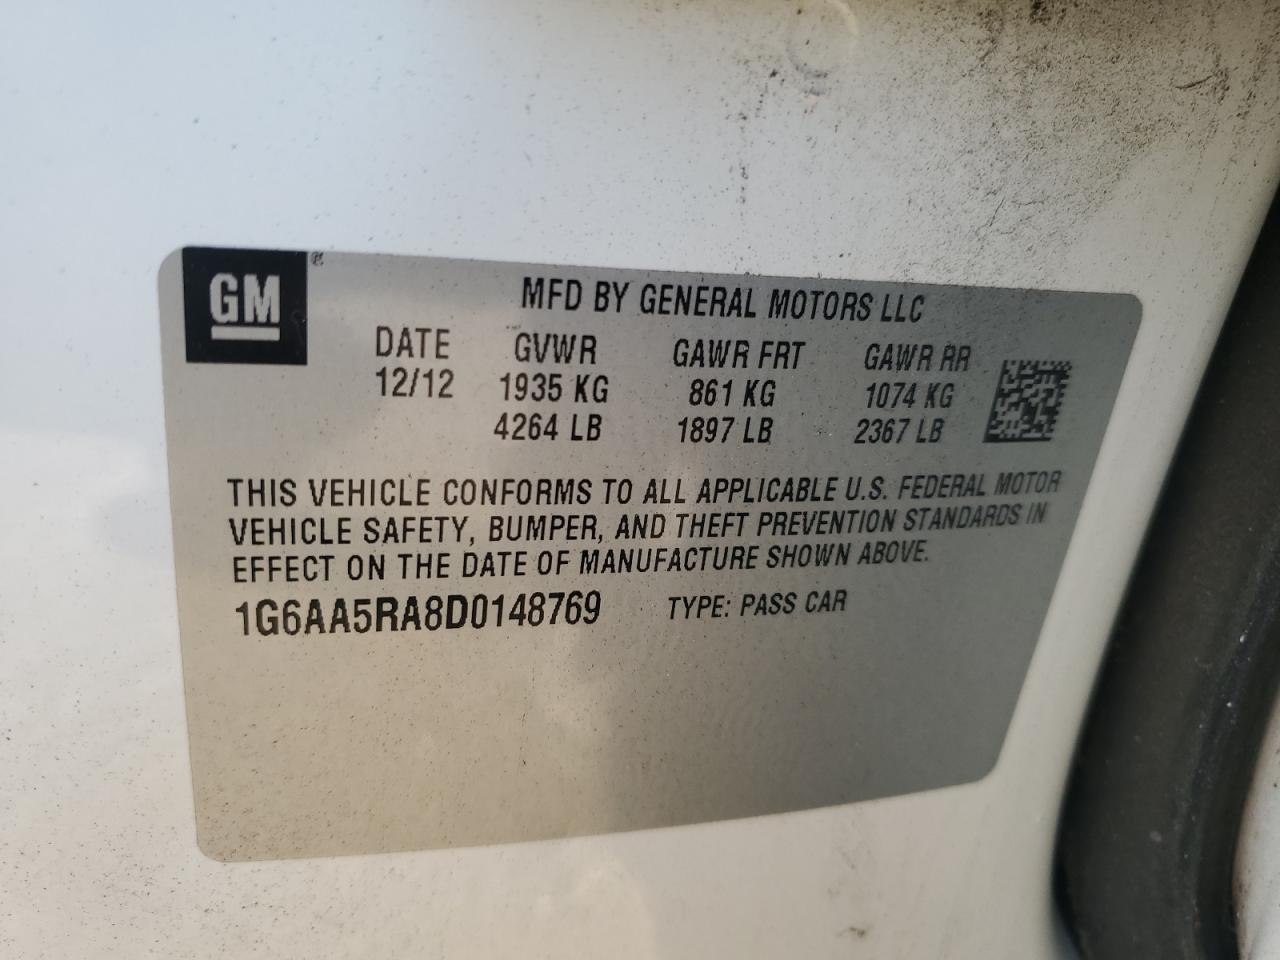 GM ®
MFD BY GENERAL MOTORS LLC
DATE GVWR GAWR FRT GAWR RR
12/12 1935 KG 861 KG 1074 KG
4264 LB 1897 LB 2367 LB
THIS VEHICLE CONFORMS TO ALL APPLICABLE U.S. FEDERAL MOTOR
VEHICLE SAFETY, BUMPER, AND THEFT PREVENTION STANDARDS IN
EFFECT ON THE DATE OF MANUFACTURE SHOWN ABOVE.
1G6AA5RA8D0148769 TYPE: PASS CAR